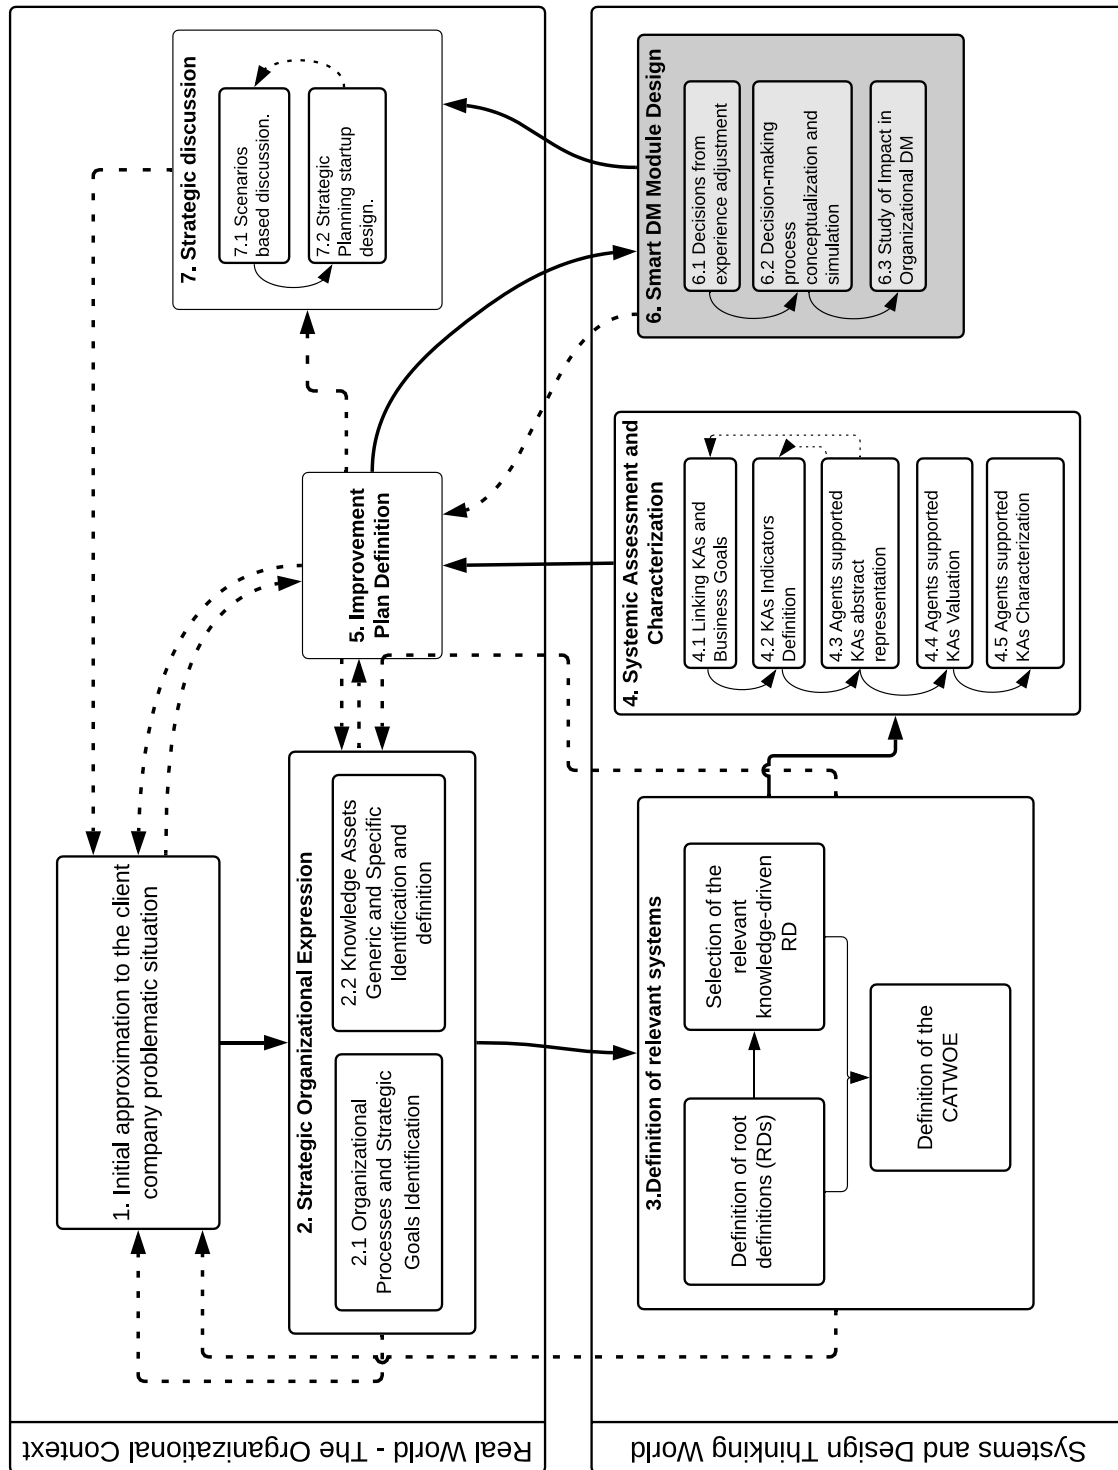 Real World - The Organizational Context
1. Initial approximation to the client
company problematic situation
2. Strategic Organizational Expression
2.1 Organizational
Processes and Strategic
Goals Identification
2.2 Knowledge Assets
Generic and Specific
Identification and
definition
5. Improvement
Plan Definition
7. Strategic discussion
7.1 Scenarios
based discussion.
7.2 Strategic
Planning startup
design.
Systems and Design Thinking World
3.Definition of relevant systems
Definition of root
definitions (RDs)
Selection of the
relevant
knowledge-driven
RD
Definition of the
CATWOE
4. Systemic Assessment and
Characterization
4.1 Linking KAs and
Business Goals
4.2 KAs Indicators
Definition
4.3 Agents supported
KAs abstract
representation
4.4 Agents supported
KAs Valuation
4.5 Agents supported
KAs Characterization
6. Smart DM Module Design
6.1 Decisions from
experience adjustment
6.2 Decision-making
process
conceptualization and
simulation
6.3 Study of Impact in
Organizational DM